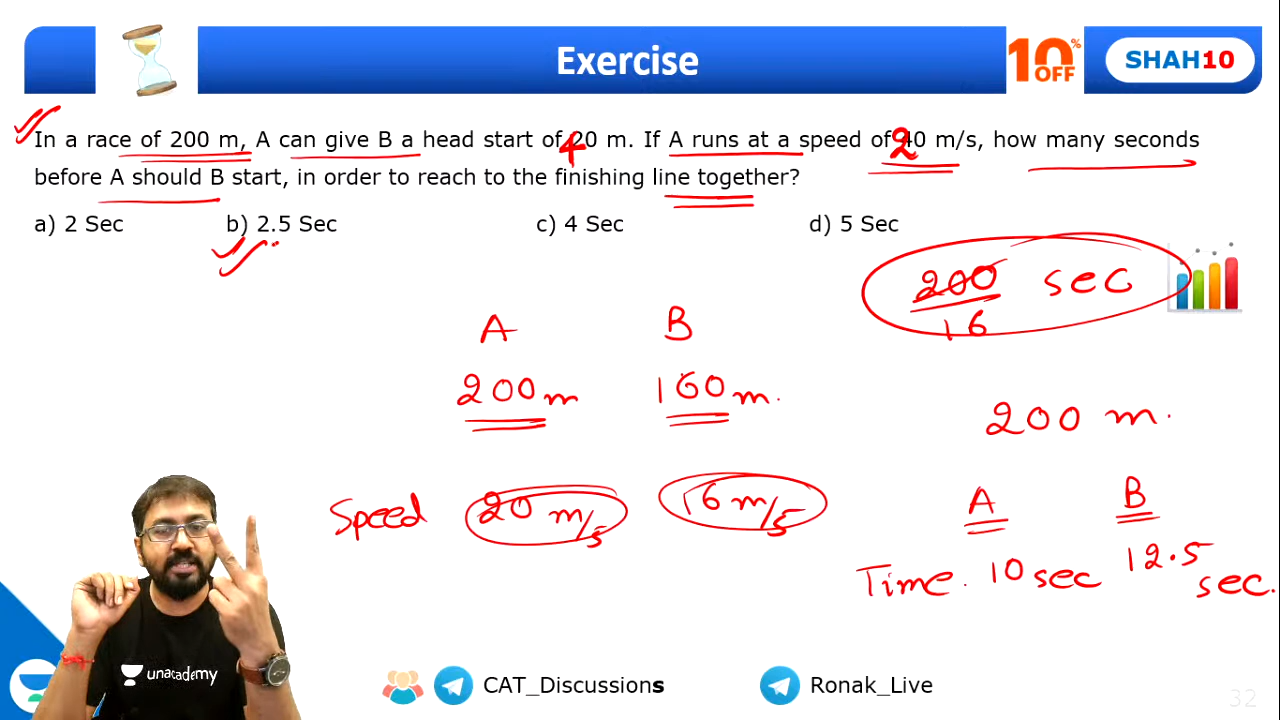 Exercise
10% OFF
SHAH10
In a race of 200 m, A can give B a head start of 40 m. If A runs at a speed of 20 m/s, how many seconds
before A should B start, in order to reach to the finishing line together?
a) 2 Sec b) 2.5 Sec c) 4 Sec d) 5 Sec
200/16 sec
A B
200 m 160 m.
200 m.
Speed 20 m/s 16 m/s
A B
Time. 10 sec 12.5 sec.
unacademy
CAT_Discussions Ronak_Live
32